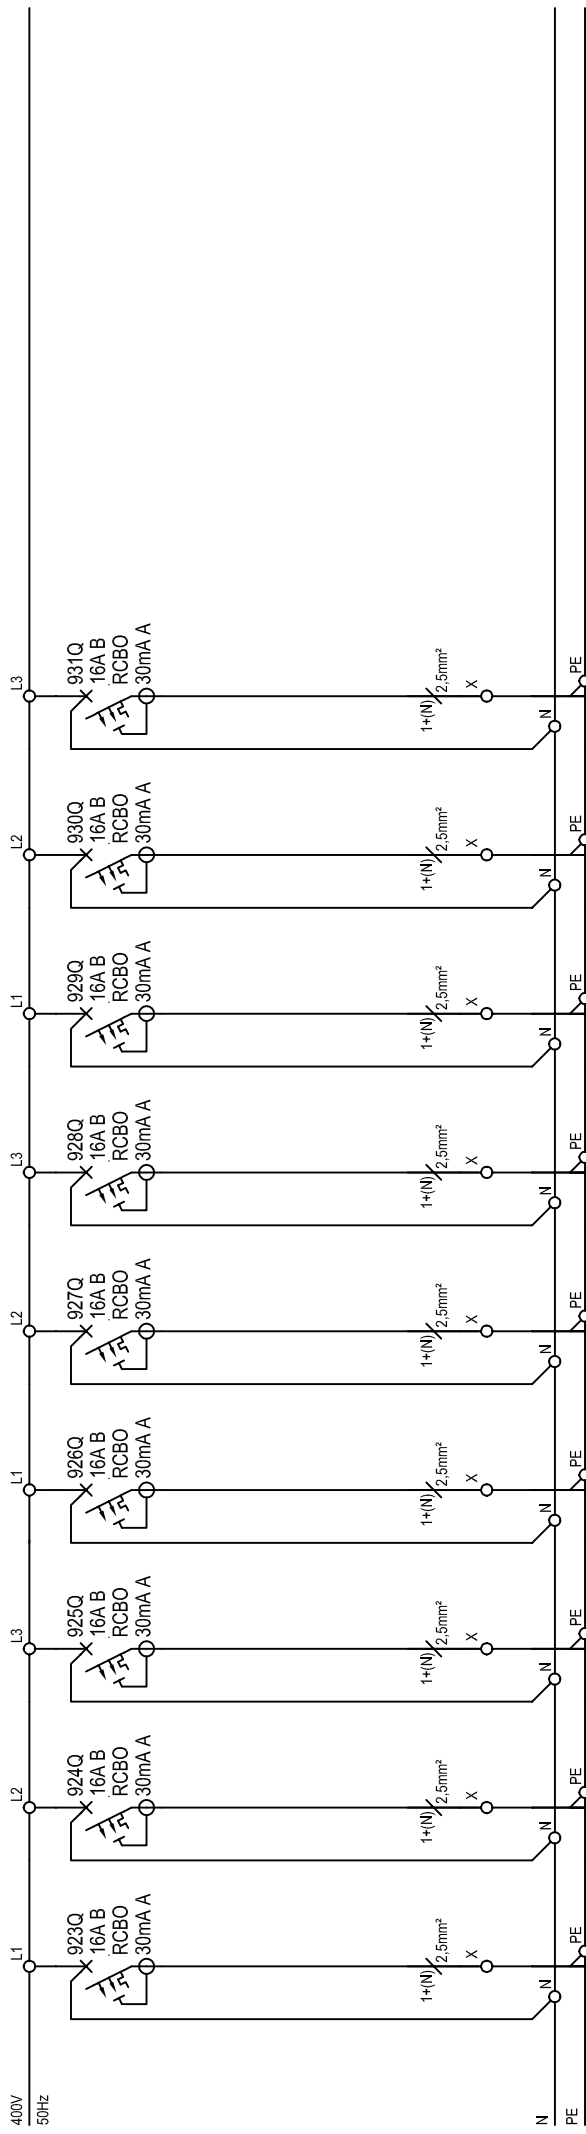 400V
50Hz
L1
923Q
16A B
RCBO
30mA A
1+(N)
2,5mm²
X
N
PE
L2
924Q
16A B
RCBO
30mA A
1+(N)
2,5mm²
X
N
PE
L3
925Q
16A B
RCBO
30mA A
1+(N)
2,5mm²
X
N
PE
L1
926Q
16A B
RCBO
30mA A
1+(N)
2,5mm²
X
N
PE
L2
927Q
16A B
RCBO
30mA A
1+(N)
2,5mm²
X
N
PE
L3
928Q
16A B
RCBO
30mA A
1+(N)
2,5mm²
X
N
PE
L1
929Q
16A B
RCBO
30mA A
1+(N)
2,5mm²
X
N
PE
L2
930Q
16A B
RCBO
30mA A
1+(N)
2,5mm²
X
N
PE
L3
931Q
16A B
RCBO
30mA A
1+(N)
2,5mm²
X
N
PE
N
PE